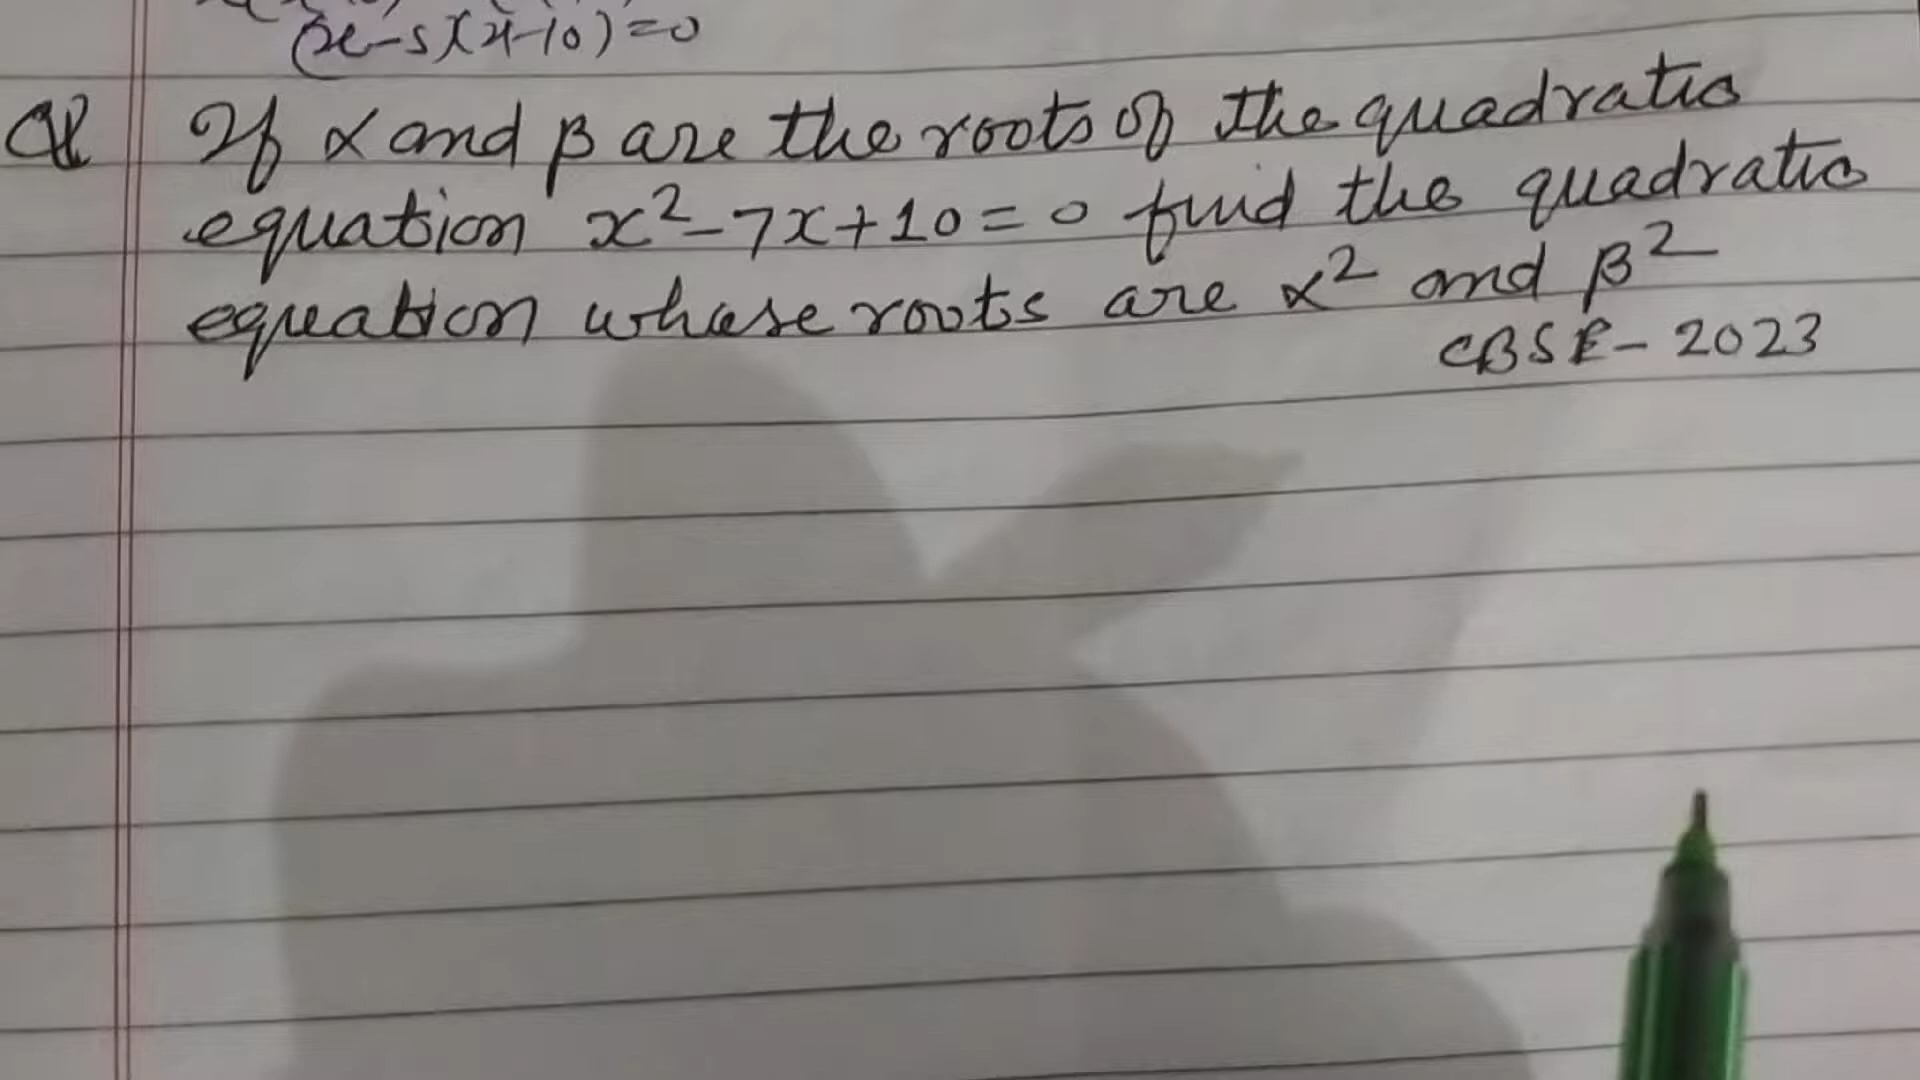 (x-5)(x-10)=0
Q If α and β are the roots of the quadratic
equation x²-7x+10=0 find the quadratic
equation whose roots are α² and β²
CBSE-2023